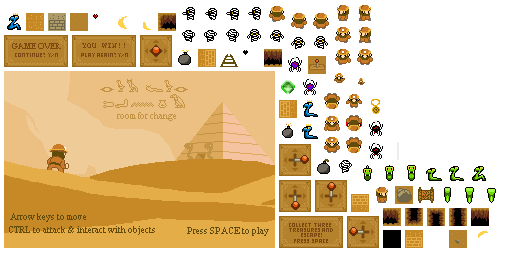 GAME OVER
CONTINUE? Y/N
YOU WIN!!
PLAY AGAIN? Y/N
room for change
Arrow keys to move
CTRL to attack & interact with objects
Press SPACE to play
COLLECT THREE
TREASURES AND
ESCAPE!
PRESS SPACE